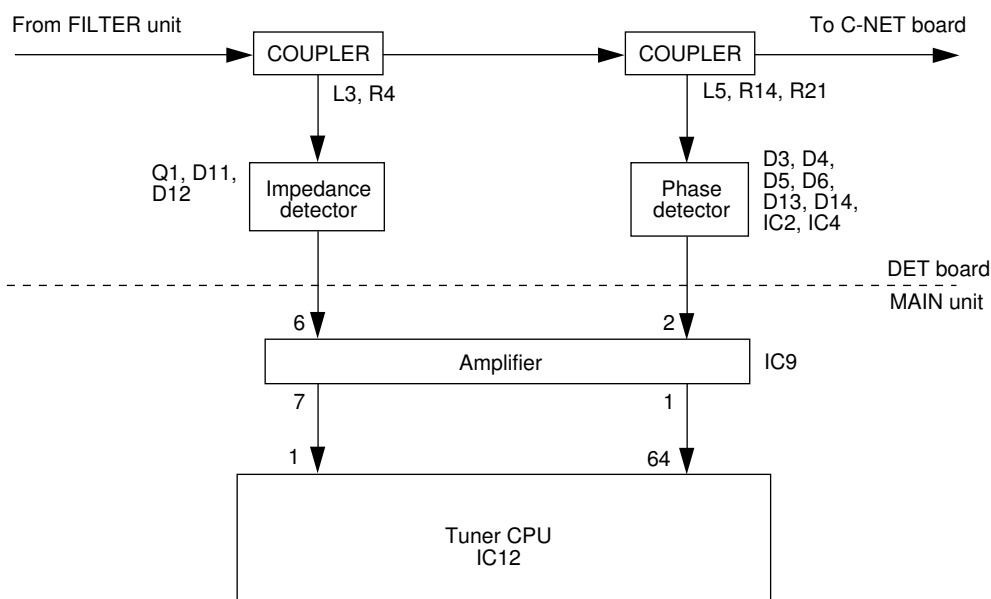 From FILTER unit
To C-NET board
COUPLER
COUPLER
L3, R4
L5, R14, R21
Q1, D11,
D12
Impedance
detector
Phase
detector
D3, D4,
D5, D6,
D13, D14,
IC2, IC4
DET board
MAIN unit
6
2
Amplifier
IC9
7
1
1
64
Tuner CPU
IC12